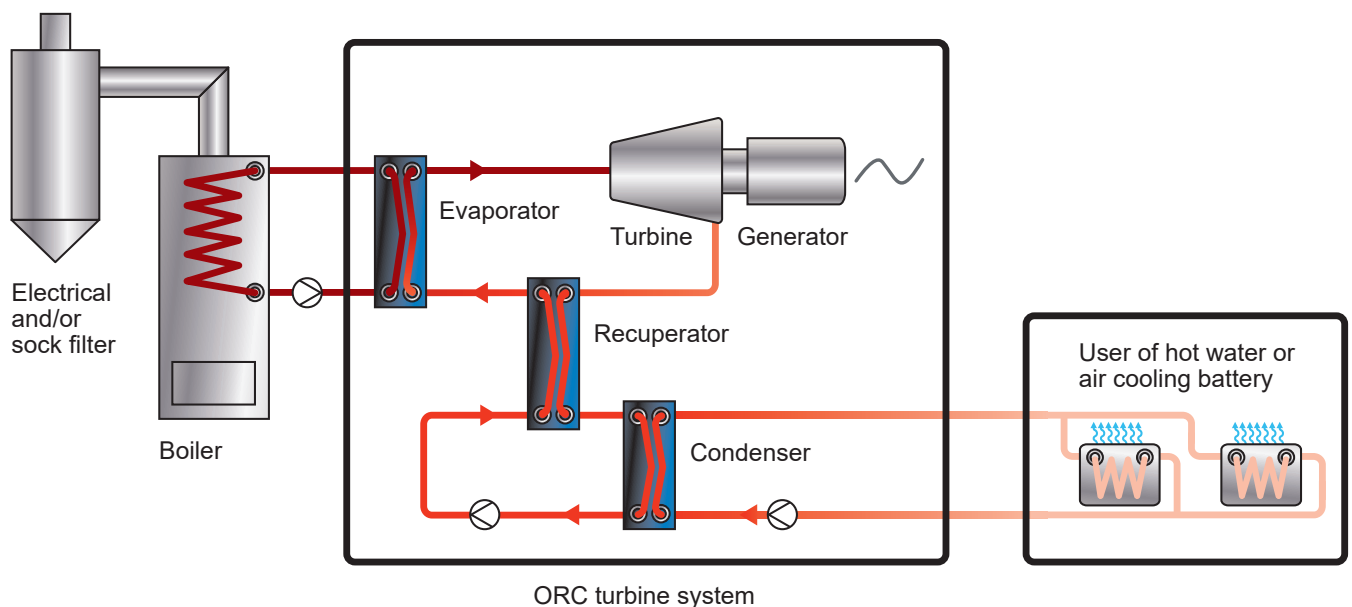 Electrical
and/or
sock filter
Boiler
Evaporator
Turbine
Generator
Recuperator
Condenser
User of hot water or
air cooling battery
ORC turbine system